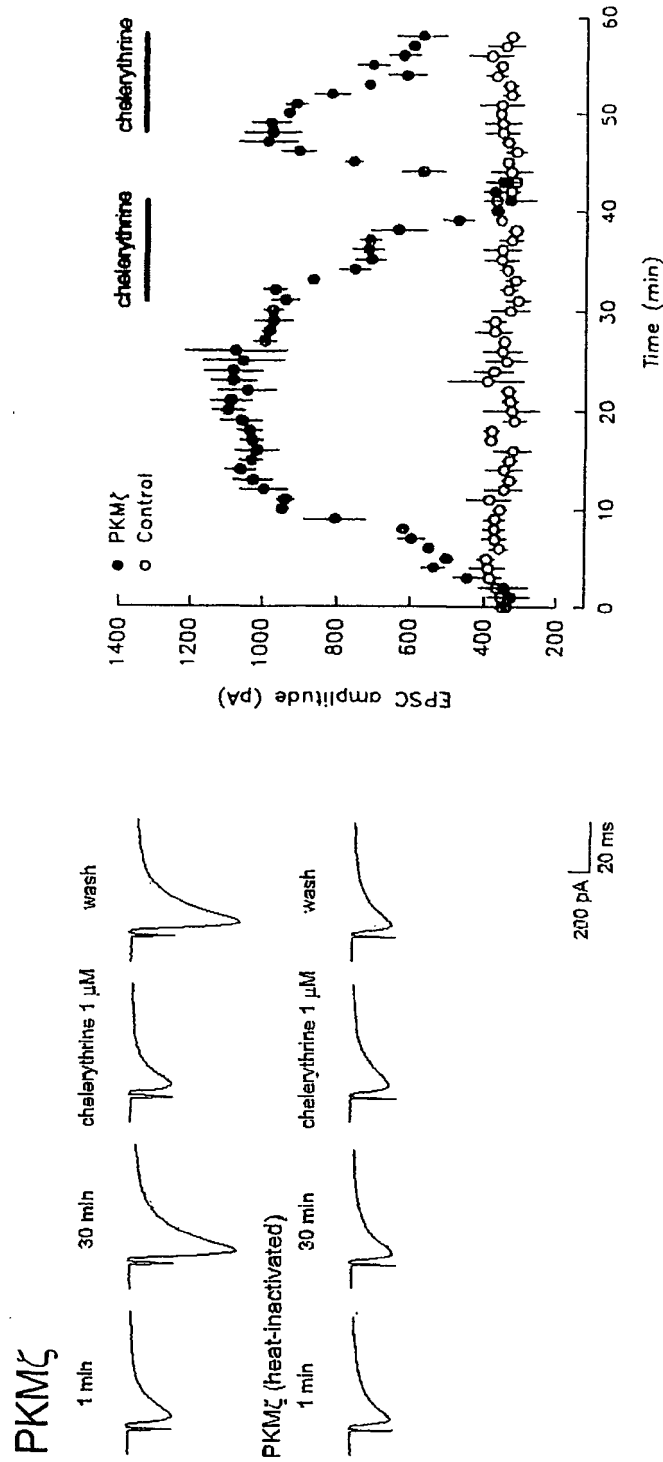 PKMζ
1 min
30 min
chelerythrine 1 μM
wash
PKMζ (heat-inactivated)
1 min
30 min
chelerythrine 1 μM
wash
200 pA
20 ms
● PKMζ
○ Control
chelerythrine
chelerythrine
EPSC amplitude (pA)
1400
1200
1000
800
600
400
200
0
10
20
30
40
50
60
Time (min)